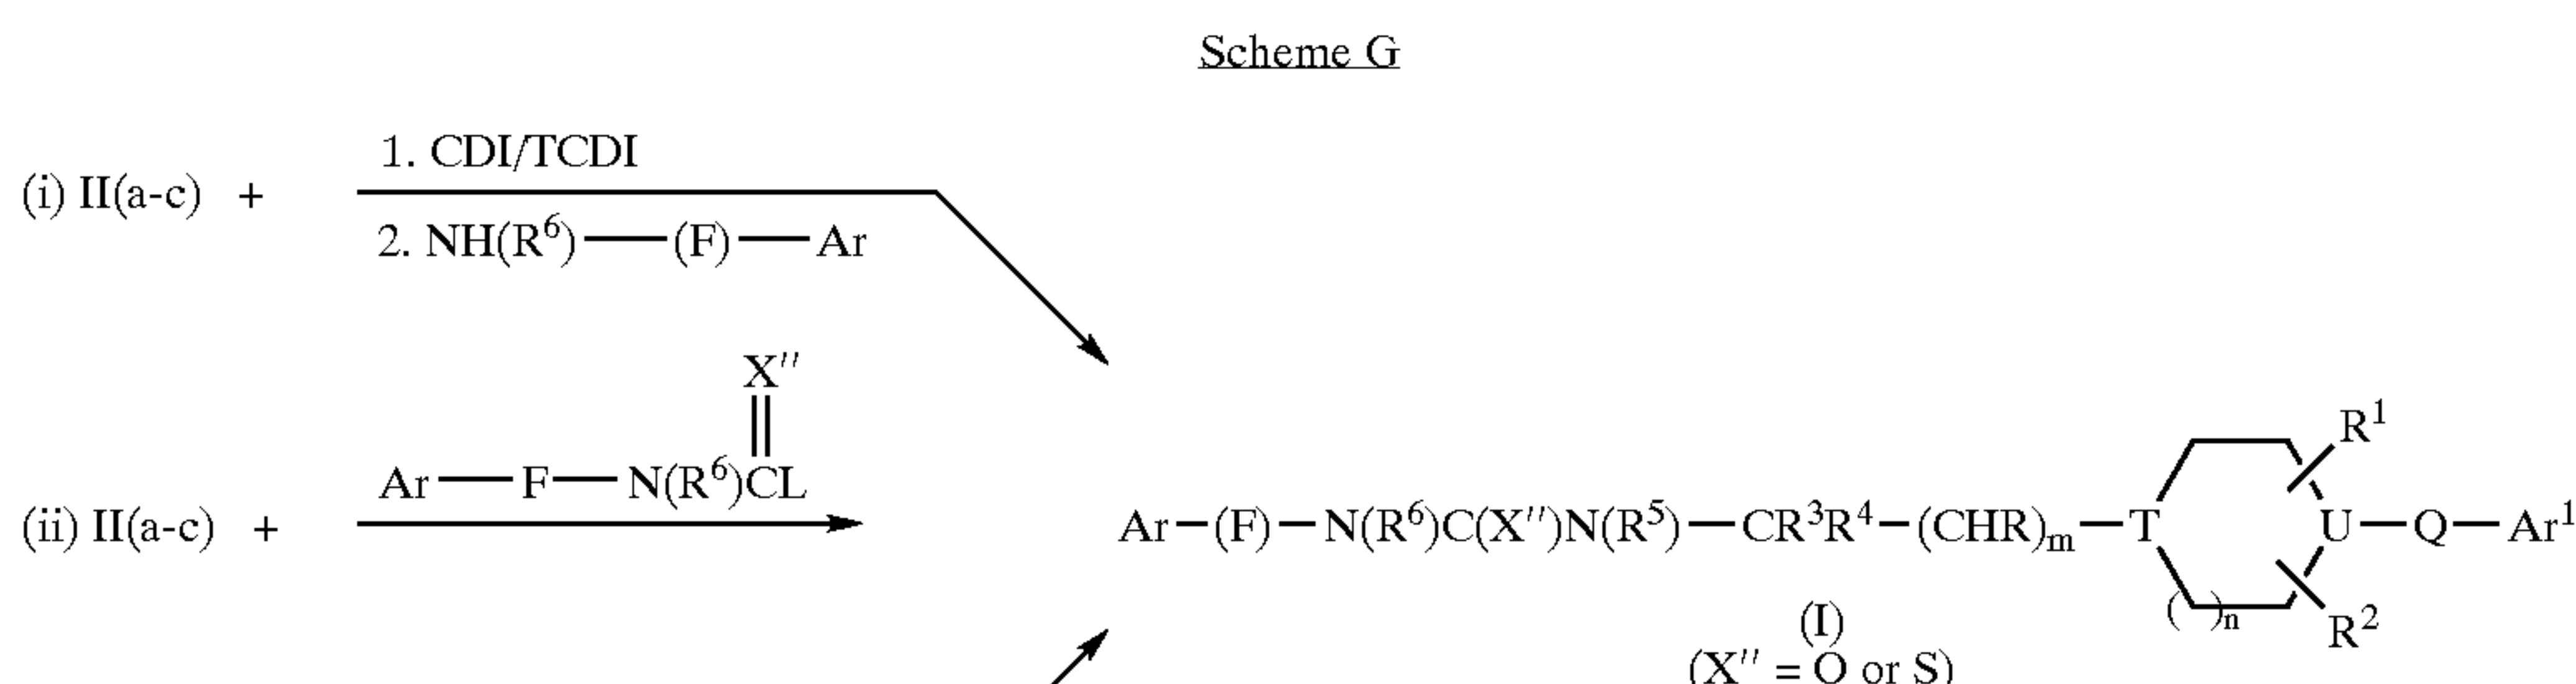 Scheme G
1. CDI/TCDI
(i) II(a-c) +
2. NH(R⁶)—(F)—Ar
X″
Ar—F—N(R⁶)CL
(ii) II(a-c) +
R¹
Ar—(F)—N(R⁶)C(X″)N(R⁵)—CR³R⁴—(CHR)ₘ—T U—Q—Ar¹
( )ₙ
R²
(I)
(X″ = O or S)